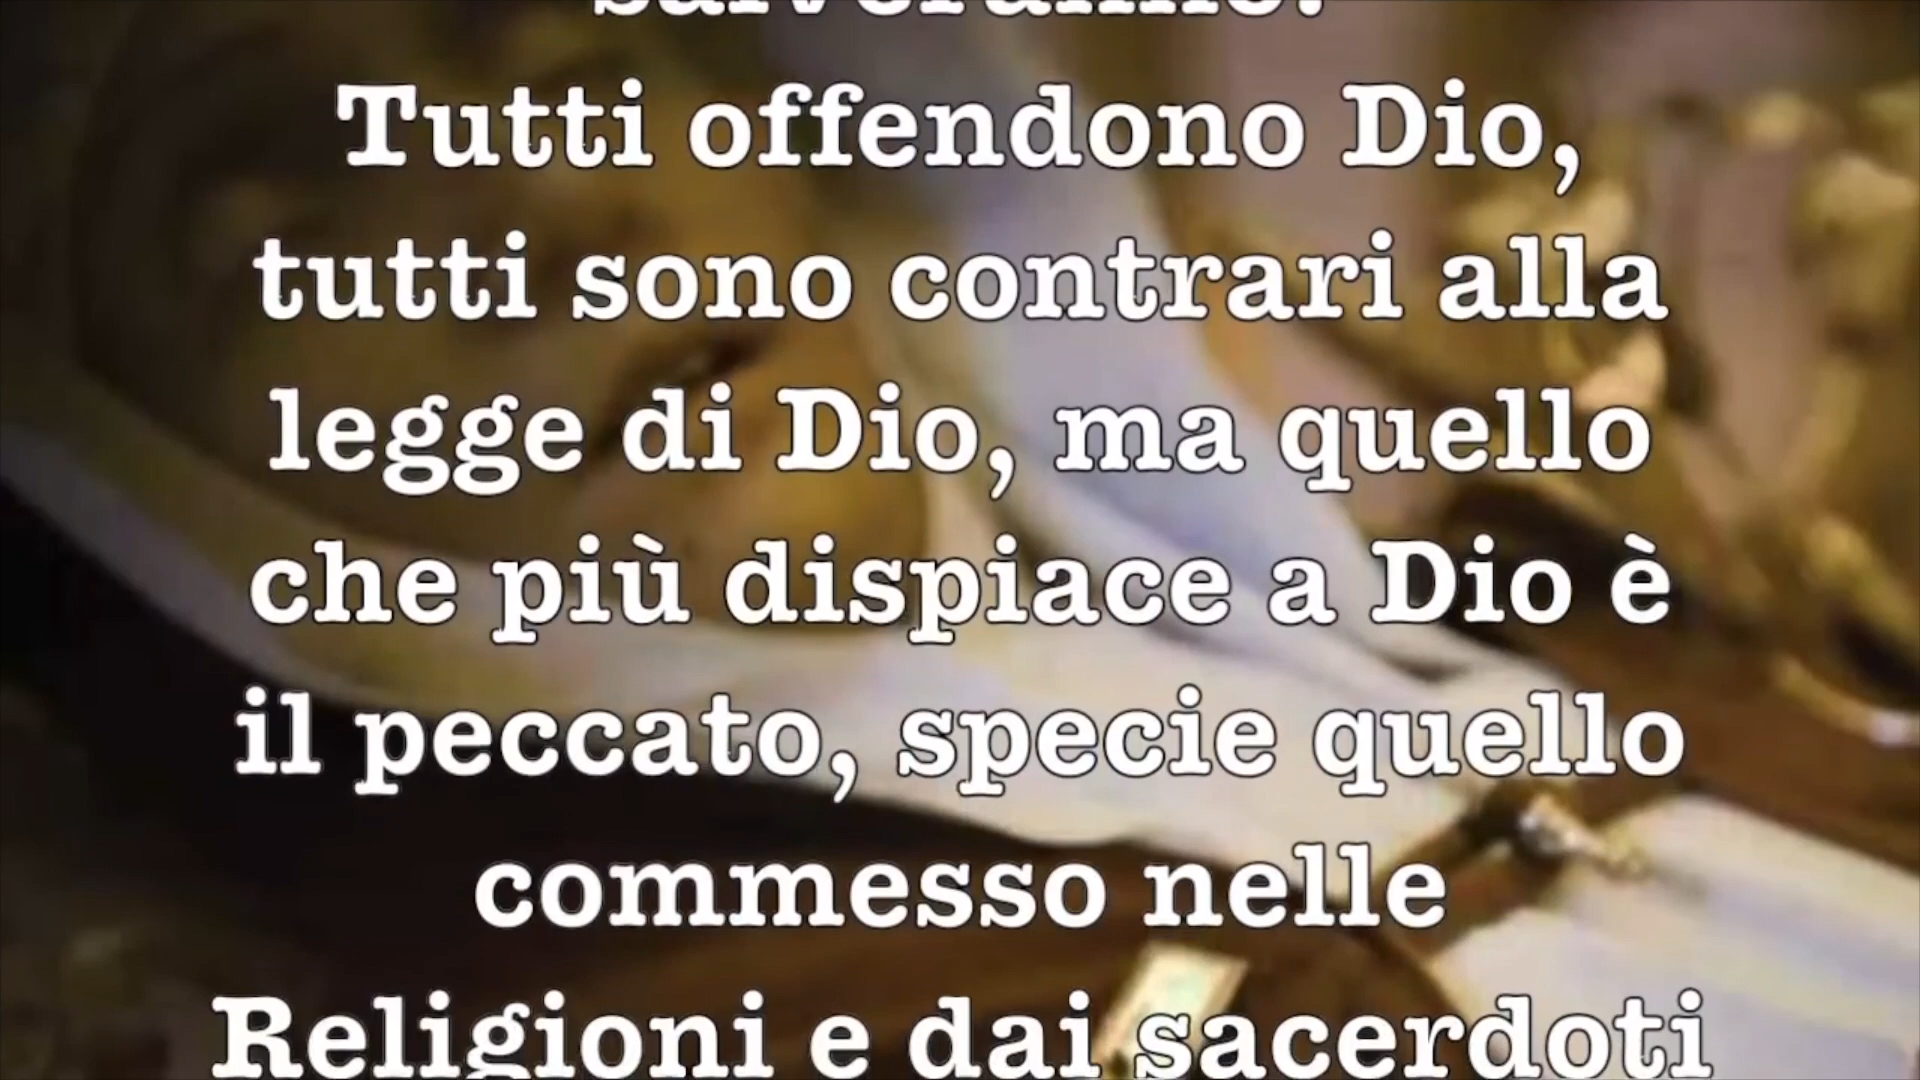 salveranno.
Tutti offendono Dio,
tutti sono contrari alla
legge di Dio, ma quello
che più dispiace a Dio è
il peccato, specie quello
commesso nelle
Religioni e dai sacerdoti